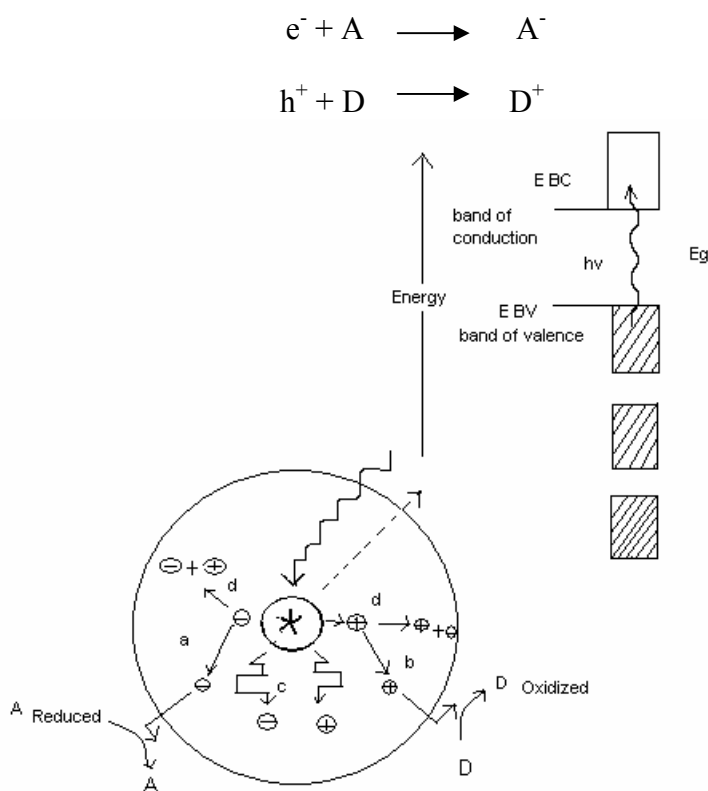 e⁻ + A ⟶ A⁻
h⁺ + D ⟶ D⁺
E BC
band of
conduction
hv
Eg
Energy
E BV
band of valence
⊖ + ⊕
d
⊖
*
d
⊕
⊕ + ⊖
a
b
⊖
c
⊕
⊖
⊕
A Reduced
D Oxidized
A
D